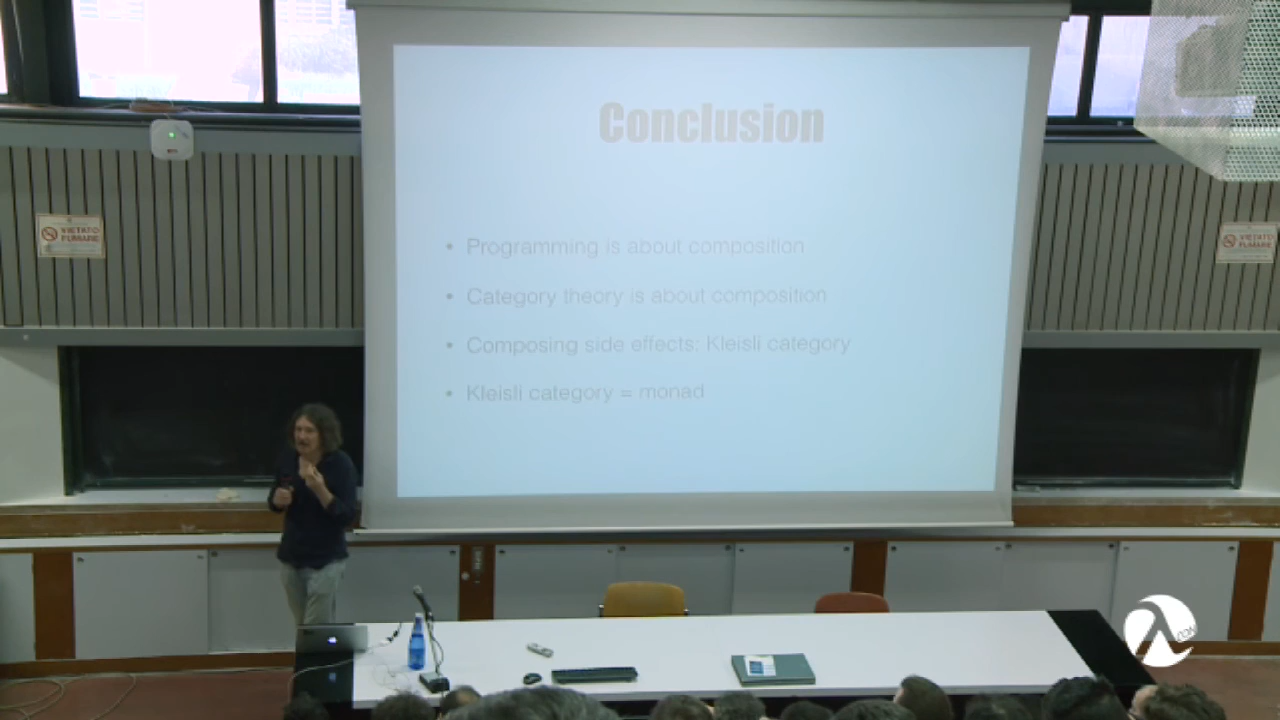 Conclusion
VIETATO
FUMARE
VIETATO
FUMARE
• Programming is about composition
• Category theory is about composition
• Composing side effects: Kleisli category
• Kleisli category = monad
λ.CON